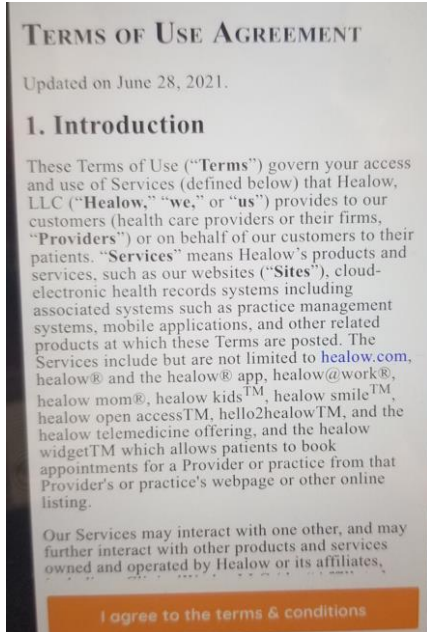 TERMS OF USE AGREEMENT
Updated on June 28, 2021.
1. Introduction
These Terms of Use (“Terms”) govern your access
and use of Services (defined below) that Healow,
LLC (“Healow,” “we,” or “us”) provides to our
customers (health care providers or their firms,
“Providers”) or on behalf of our customers to their
patients. “Services” means Healow’s products and
services, such as our websites (“Sites”), cloud-
electronic health records systems including
associated systems such as practice management
systems, mobile applications, and other related
products at which these Terms are posted. The
Services include but are not limited to healow.com,
healow® and the healow® app, healow@work®,
healow mom®, healow kids™, healow smile™,
healow open accessTM, hello2healowTM, and the
healow telemedicine offering, and the healow
widgetTM which allows patients to book
appointments for a Provider or practice from that
Provider's or practice's webpage or other online
listing.
Our Services may interact with one other, and may
further interact with other products and services
owned and operated by Healow or its affiliates,
I agree to the terms & conditions